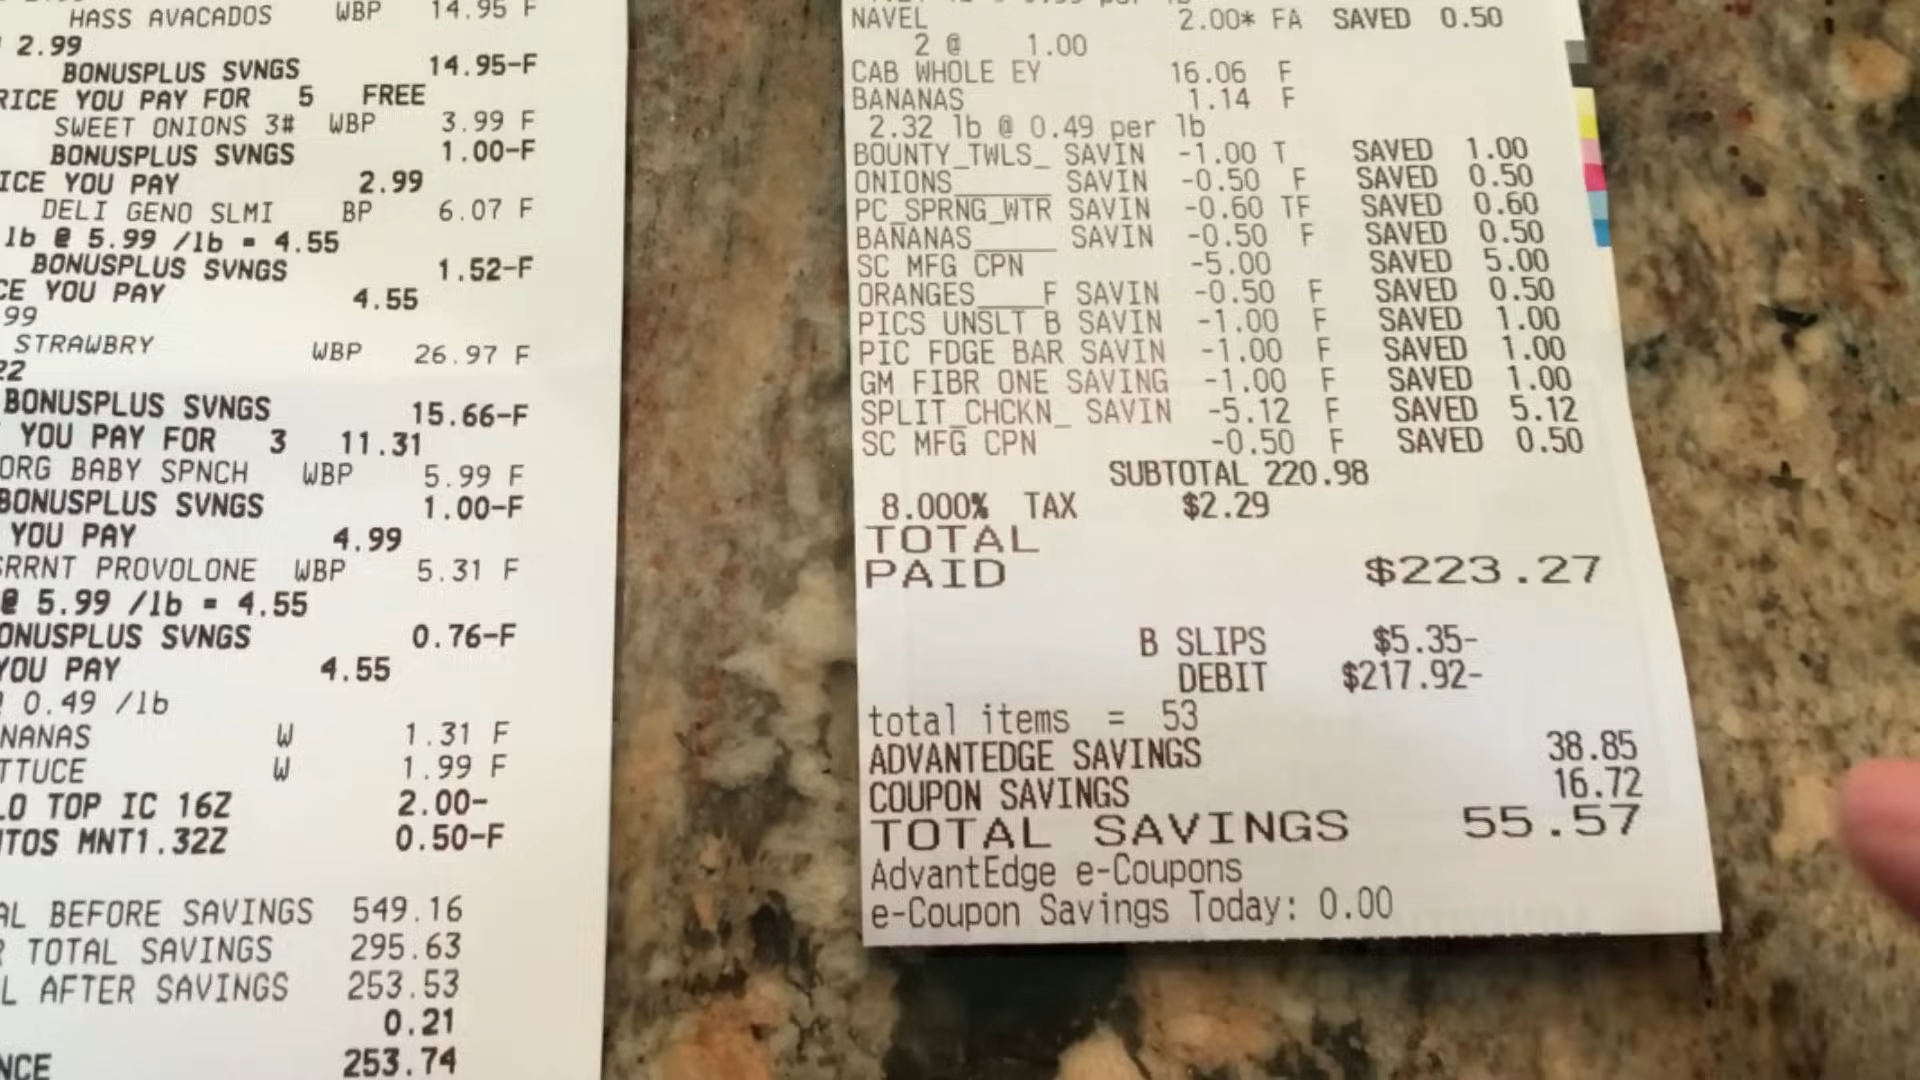 HASS AVACADOS WBP 14.95 F
2.99
BONUSPLUS SVNGS 14.95-F
RICE YOU PAY FOR 5 FREE
SWEET ONIONS 3# WBP 3.99 F
BONUSPLUS SVNGS 1.00-F
ICE YOU PAY 2.99
DELI GENO SLMI BP 6.07 F
lb @ 5.99 /lb = 4.55
BONUSPLUS SVNGS 1.52-F
CE YOU PAY 4.55
99
STRAWBRY WBP 26.97 F
22
BONUSPLUS SVNGS 15.66-F
YOU PAY FOR 3 11.31
ORG BABY SPNCH WBP 5.99 F
BONUSPLUS SVNGS 1.00-F
YOU PAY 4.99
RRNT PROVOLONE WBP 5.31 F
@ 5.99 /lb = 4.55
ONUSPLUS SVNGS 0.76-F
YOU PAY 4.55
@ 0.49 /lb
NANAS W 1.31 F
TTUCE W 1.99 F
LO TOP IC 16Z 2.00-
TOS MNT1.32Z 0.50-F
AL BEFORE SAVINGS 549.16
R TOTAL SAVINGS 295.63
L AFTER SAVINGS 253.53
0.21
NCE 253.74
NAVEL 2.00* FA SAVED 0.50
2 @ 1.00
CAB WHOLE EY 16.06 F
BANANAS 1.14 F
2.32 lb @ 0.49 per lb
BOUNTY_TWLS_ SAVIN -1.00 T SAVED 1.00
ONIONS______ SAVIN -0.50 F SAVED 0.50
PC_SPRNG_WTR SAVIN -0.60 TF SAVED 0.60
BANANAS_____ SAVIN -0.50 F SAVED 0.50
SC MFG CPN -5.00 SAVED 5.00
ORANGES____F SAVIN -0.50 F SAVED 0.50
PICS UNSLT B SAVIN -1.00 F SAVED 1.00
PIC FDGE BAR SAVIN -1.00 F SAVED 1.00
GM FIBR ONE SAVING -1.00 F SAVED 1.00
SPLIT_CHCKN_ SAVIN -5.12 F SAVED 5.12
SC MFG CPN -0.50 F SAVED 0.50
SUBTOTAL 220.98
8.000% TAX $2.29
TOTAL
PAID $223.27
B SLIPS $5.35-
DEBIT $217.92-
total items = 53
ADVANTEDGE SAVINGS 38.85
COUPON SAVINGS 16.72
TOTAL SAVINGS 55.57
AdvantEdge e-Coupons
e-Coupon Savings Today: 0.00